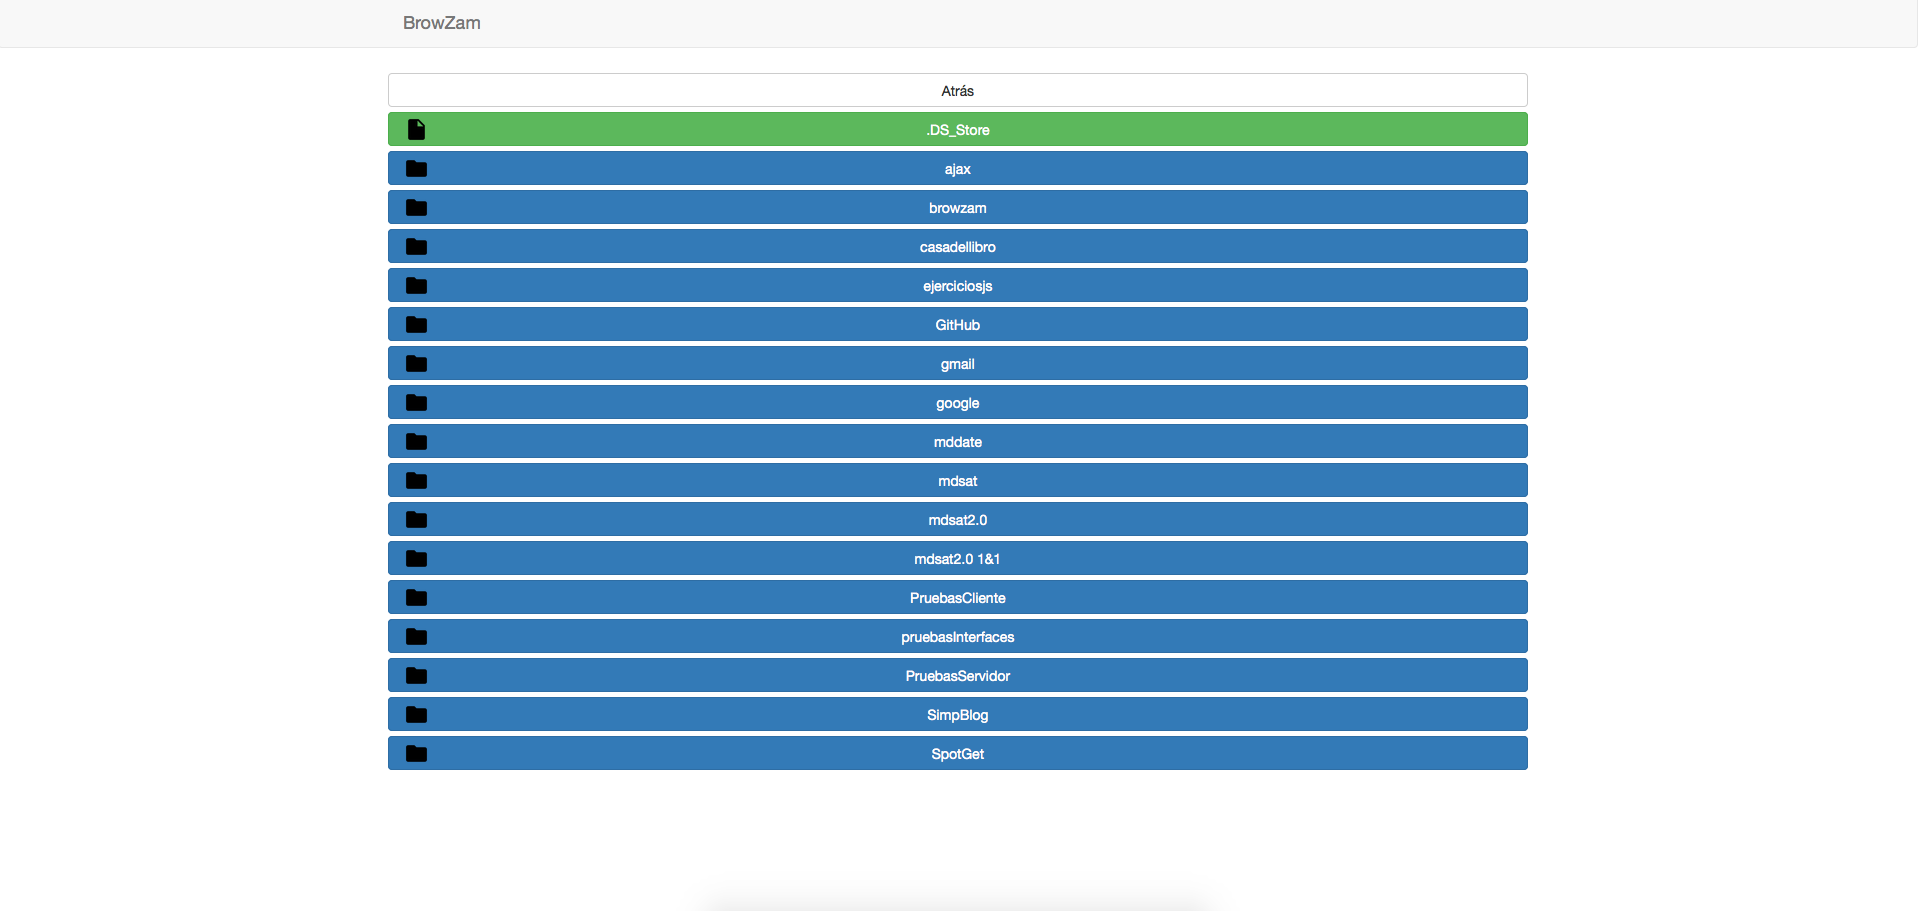 BrowZam
Atrás
.DS_Store
ajax
browzam
casadellibro
ejerciciosjs
GitHub
gmail
google
mddate
mdsat
mdsat2.0
mdsat2.0 1&1
PruebasCliente
pruebasInterfaces
PruebasServidor
SimpBlog
SpotGet